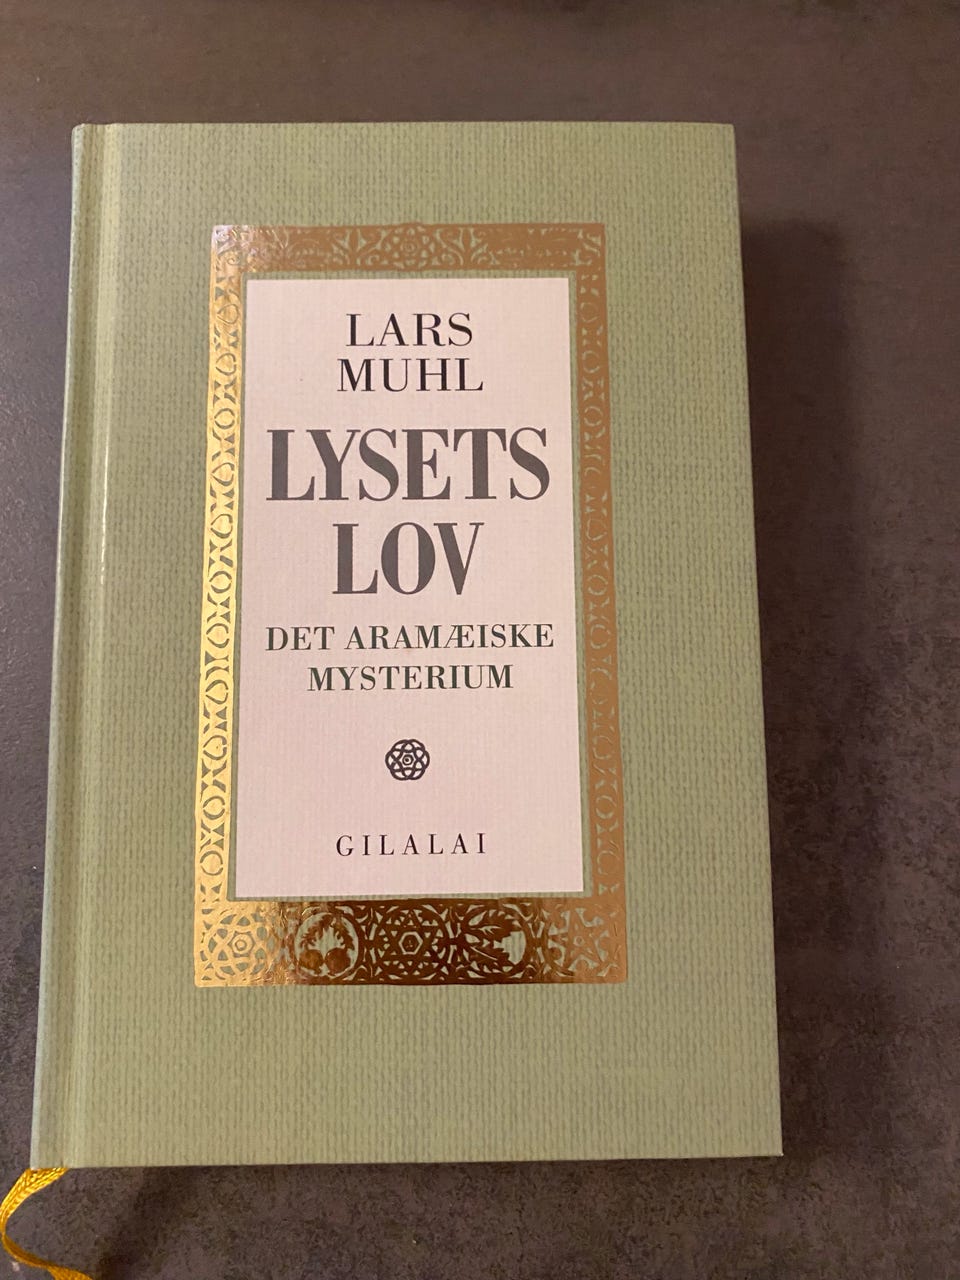 LARS
MUHL
LYSETS
LOV
DET ARAMÆISKE
MYSTERIUM
GILALAI